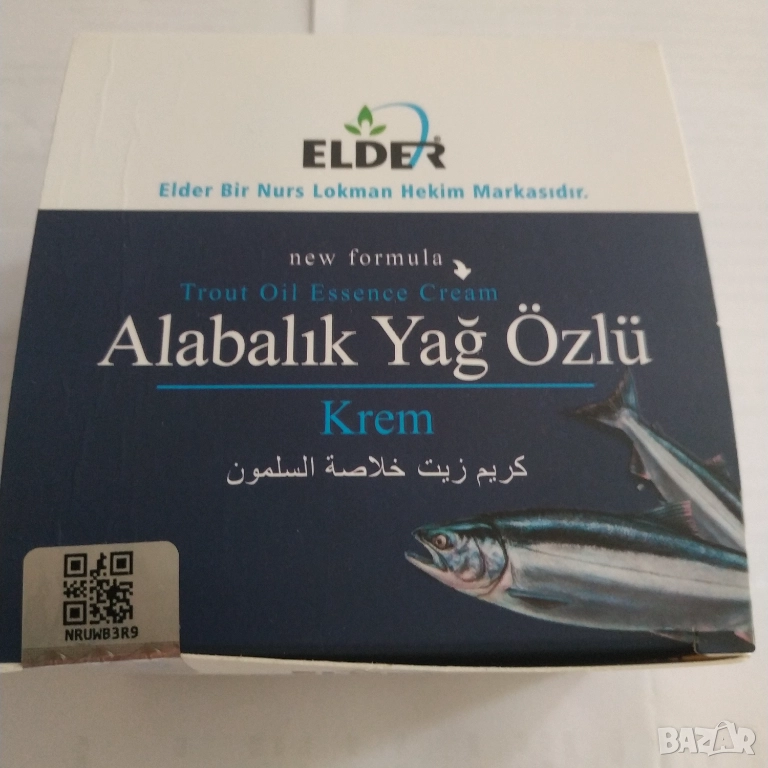 ELDER
Elder Bir Nurs Lokman Hekim Markasıdır.
new formula
Trout Oil Essence Cream
Alabalık Yağ Özlü
Krem
كريم زيت خلاصة السلمون
NRUWB3R9
BAZAR